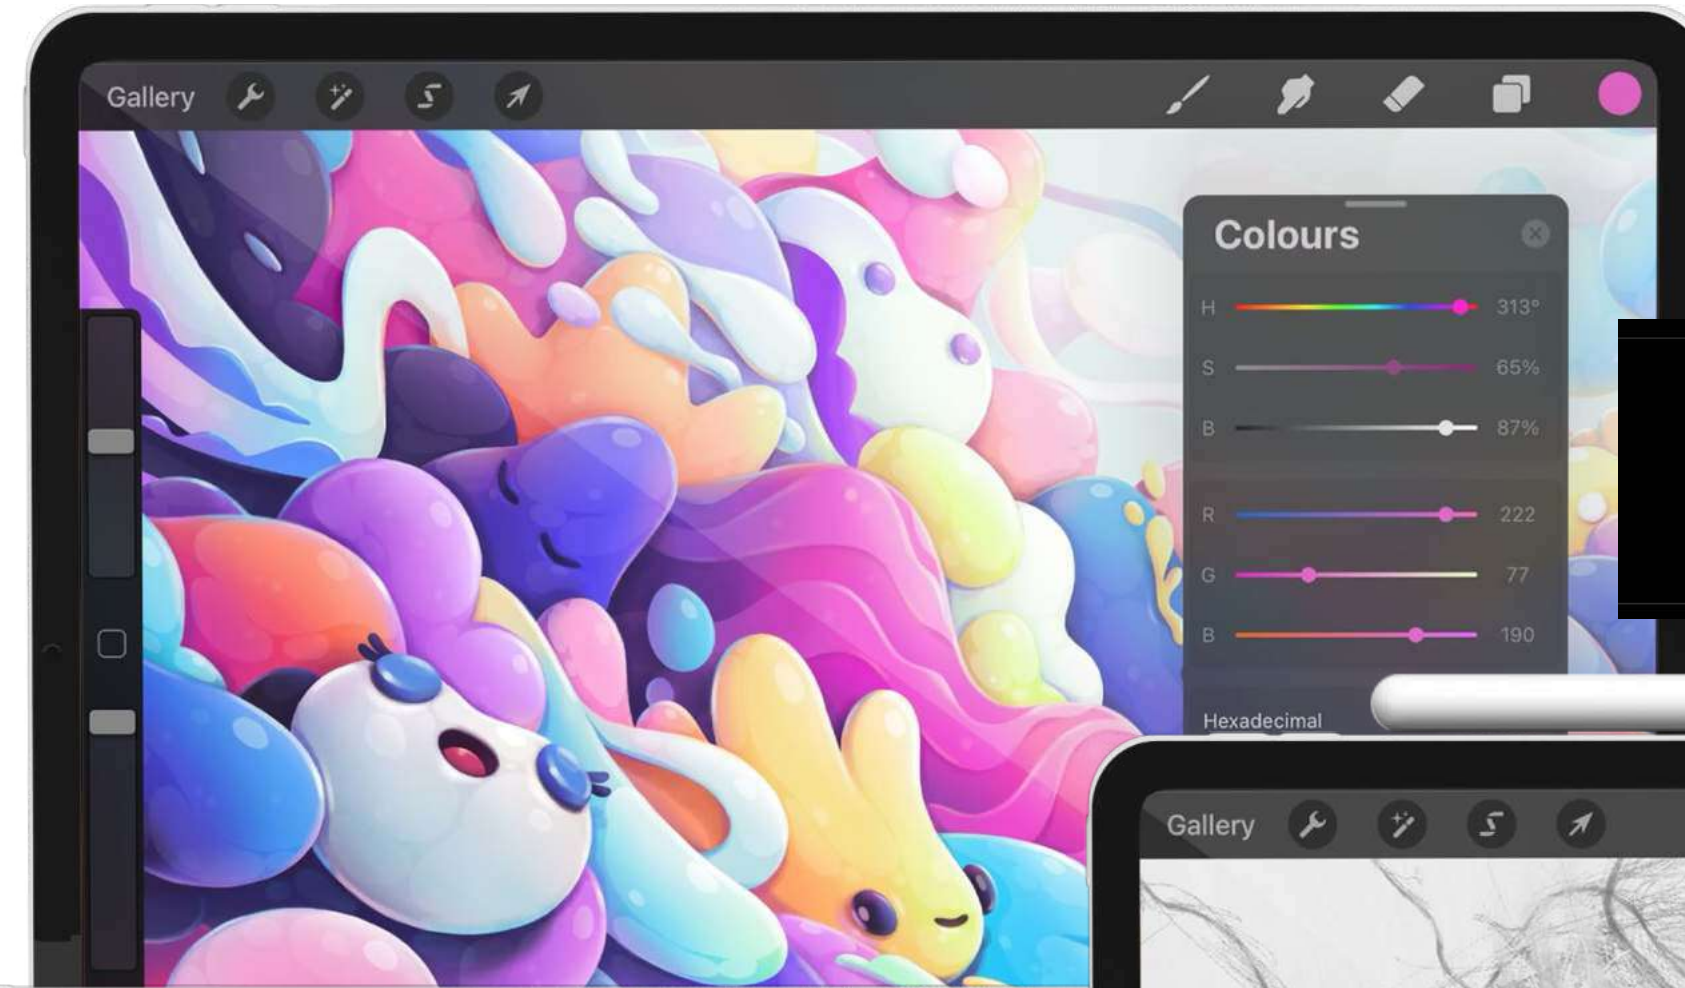 Gallery
Colours
H 313°
S 65%
B 87%
R 222
G 77
B 190
Hexadecimal
Gallery